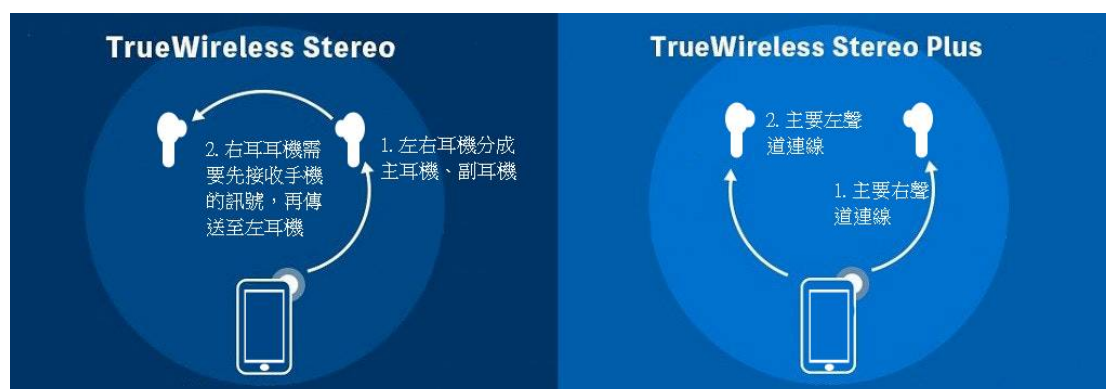 TrueWireless Stereo
1. 左右耳機分成
主耳機、副耳機
2. 右耳耳機需
要先接收手機
的訊號，再傳
送至左耳機
TrueWireless Stereo Plus
2. 主要左聲
道連線
1. 主要右聲
道連線